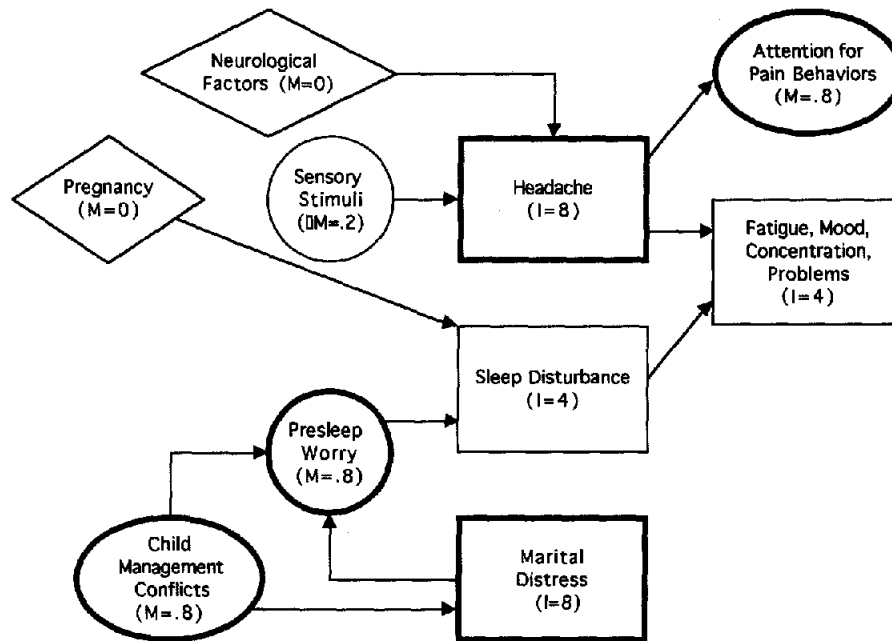 Neurological
Factors (M=0)
Attention for
Pain Behaviors
(M=.8)
Pregnancy
(M=0)
Sensory
Stimuli
(▯M=.2)
Headache
(I=8)
Fatigue, Mood,
Concentration,
Problems
(I=4)
Sleep Disturbance
(I=4)
Presleep
Worry
(M=.8)
Child
Management
Conflicts
(M=.8)
Marital
Distress
(I=8)